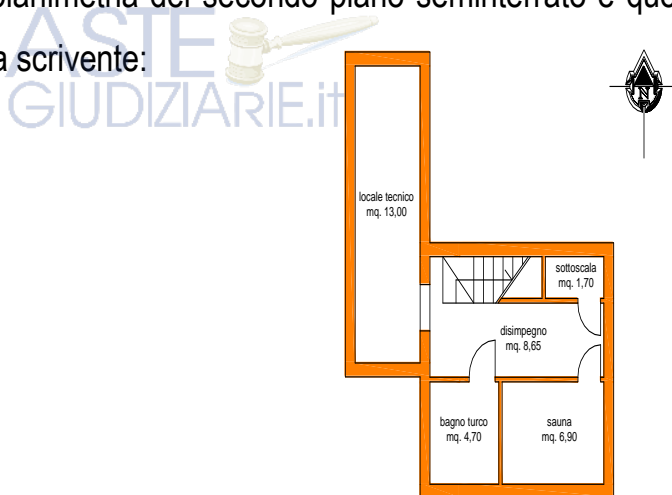 planimetria del secondo piano seminterrato è que
a scrivente:
ASTE
GIUDIZIARIE.it
N
locale tecnico
mq. 13,00
sottoscala
mq. 1,70
disimpegno
mq. 8,65
bagno turco
mq. 4,70
sauna
mq. 6,90